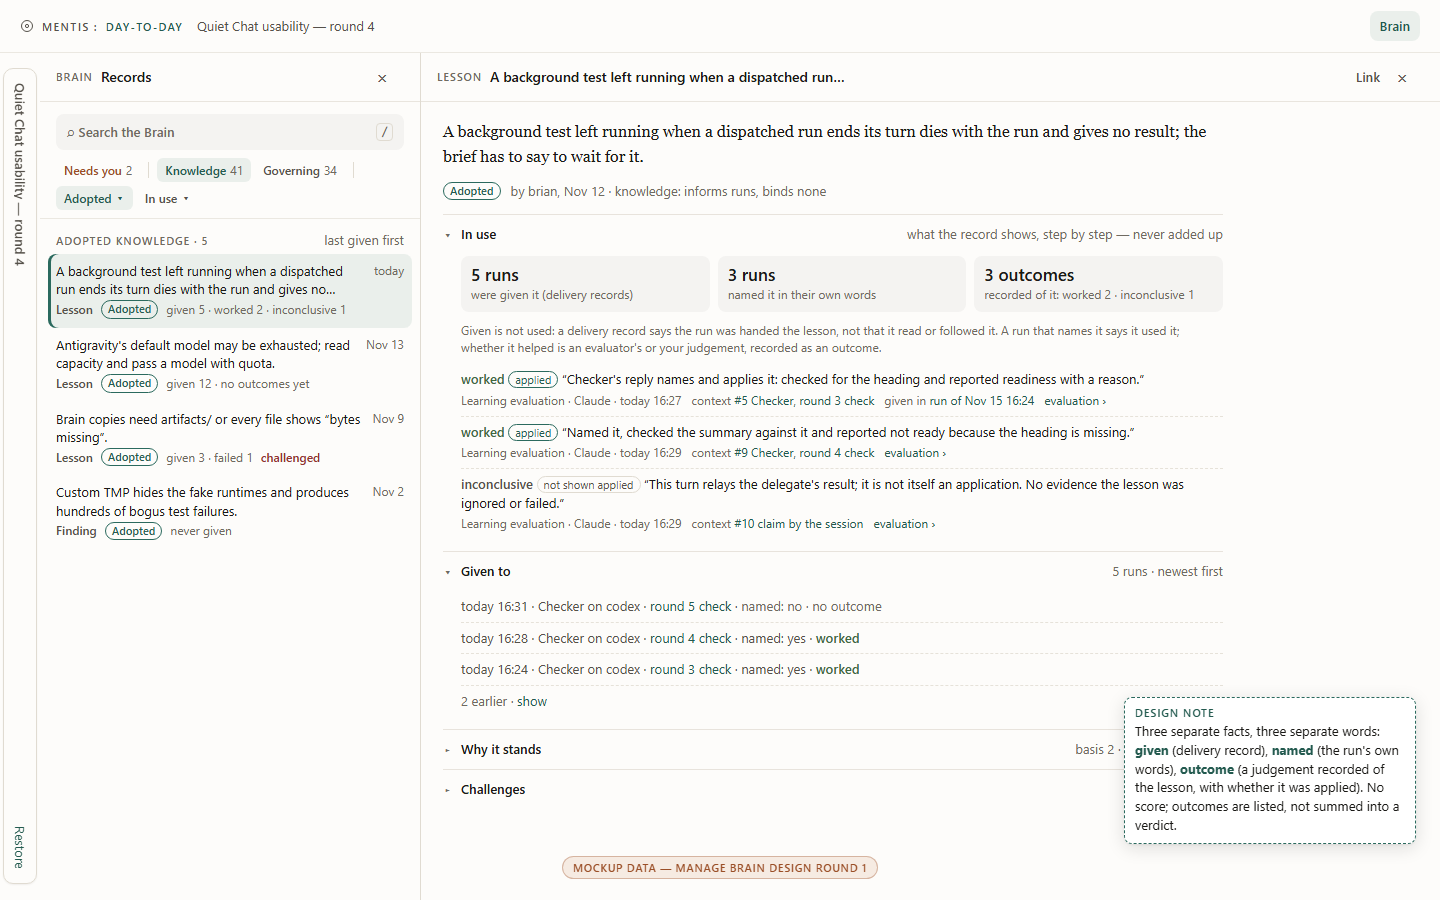 MENTIS : DAY-TO-DAY Quiet Chat usability — round 4
Brain
Quiet Chat usability — round 4
Restore
BRAIN Records ×
Search the Brain /
Needs you 2 Knowledge 41 Governing 34
Adopted ▾ In use ▾
ADOPTED KNOWLEDGE · 5 last given first
A background test left running when a dispatched today
run ends its turn dies with the run and gives no...
Lesson Adopted given 5 · worked 2 · inconclusive 1
Antigravity's default model may be exhausted; read Nov 13
capacity and pass a model with quota.
Lesson Adopted given 12 · no outcomes yet
Brain copies need artifacts/ or every file shows “bytes Nov 9
missing”.
Lesson Adopted given 3 · failed 1 challenged
Custom TMP hides the fake runtimes and produces Nov 2
hundreds of bogus test failures.
Finding Adopted never given
LESSON A background test left running when a dispatched run... Link ×
A background test left running when a dispatched run ends its turn dies with the run and gives no result; the
brief has to say to wait for it.
Adopted by brian, Nov 12 · knowledge: informs runs, binds none
▾ In use what the record shows, step by step — never added up
5 runs
were given it (delivery records)
3 runs
named it in their own words
3 outcomes
recorded of it: worked 2 · inconclusive 1
Given is not used: a delivery record says the run was handed the lesson, not that it read or followed it. A run that names it says it used it;
whether it helped is an evaluator's or your judgement, recorded as an outcome.
worked applied “Checker's reply names and applies it: checked for the heading and reported readiness with a reason.”
Learning evaluation · Claude · today 16:27 context #5 Checker, round 3 check given in run of Nov 15 16:24 evaluation ›
worked applied “Named it, checked the summary against it and reported not ready because the heading is missing.”
Learning evaluation · Claude · today 16:29 context #9 Checker, round 4 check evaluation ›
inconclusive not shown applied “This turn relays the delegate's result; it is not itself an application. No evidence the lesson was
ignored or failed.”
Learning evaluation · Claude · today 16:29 context #10 claim by the session evaluation ›
▾ Given to 5 runs · newest first
today 16:31 · Checker on codex · round 5 check · named: no · no outcome
today 16:28 · Checker on codex · round 4 check · named: yes · worked
today 16:24 · Checker on codex · round 3 check · named: yes · worked
2 earlier · show
▸ Why it stands basis 2 ·
▸ Challenges
DESIGN NOTE
Three separate facts, three separate words:
given (delivery record), named (the run's own
words), outcome (a judgement recorded of
the lesson, with whether it was applied). No
score; outcomes are listed, not summed into a
verdict.
MOCKUP DATA — MANAGE BRAIN DESIGN ROUND 1